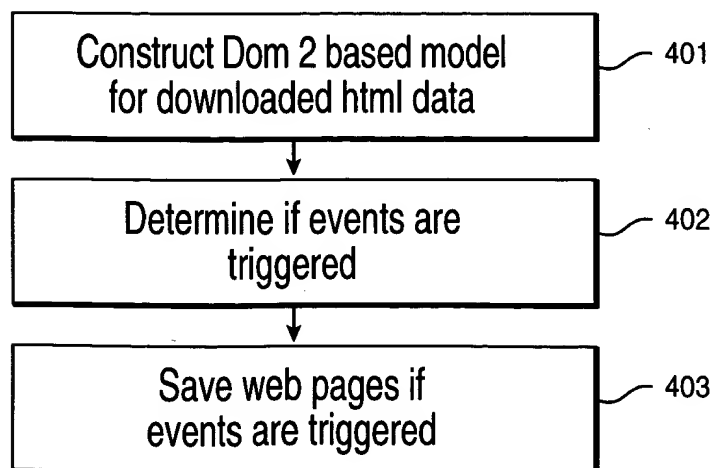 Construct Dom 2 based model
for downloaded html data
401
Determine if events are
triggered
402
Save web pages if
events are triggered
403